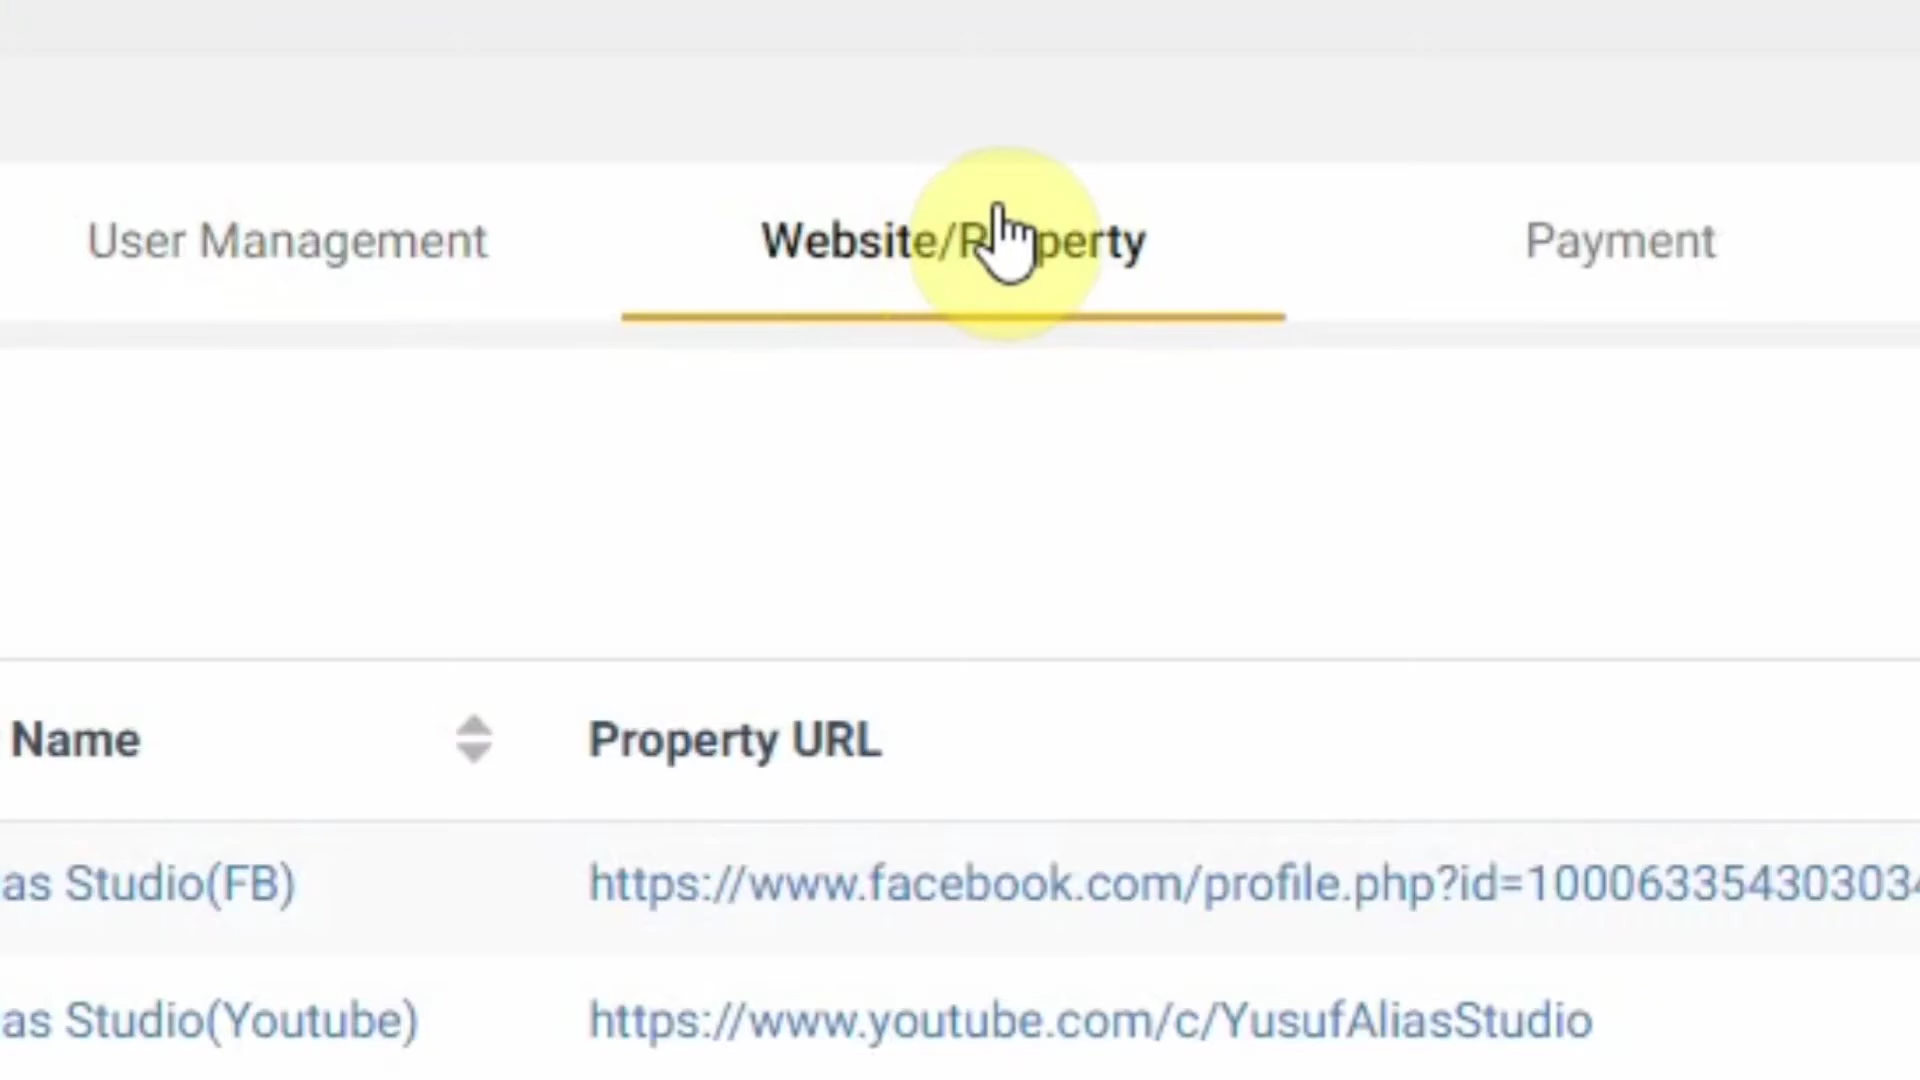 User Management Website/Property Payment
Name Property URL
as Studio(FB) https://www.facebook.com/profile.php?id=10006335430303
as Studio(Youtube) https://www.youtube.com/c/YusufAliasStudio